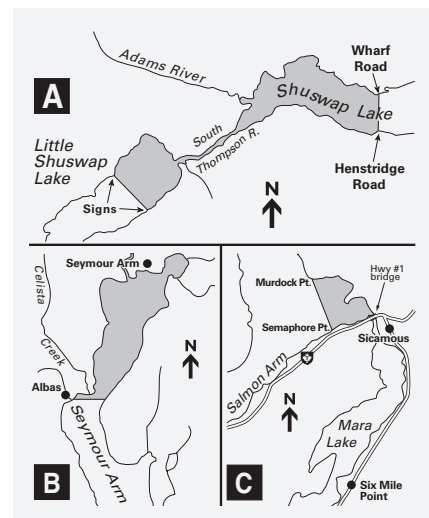 Wharf
Road
Adams River
A
Shuswap Lake
South
Thompson R.
Little
Shuswap
Lake
Henstridge
Road
Signs
N
Seymour Arm
Celista
Creek
N
Albas
Seymour Arm
B
Hwy #1
bridge
Murdock Pt.
Semaphore Pt.
Sicamous
Salmon Arm
N
Mara
Lake
C
Six Mile
Point